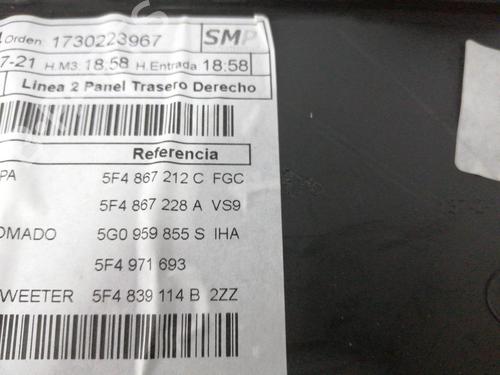 Orden: 1730223967 SMP
7-21 H.M3: 18:58 H.Entrada 18:58
Linea 2 Panel Trasero Derecho
Referencia
PA 5F4 867 212 C FGC
5F4 867 228 A VS9
OMADO 5G0 959 855 S IHA
5F4 971 693
WEETER 5F4 839 114 B 2ZZ